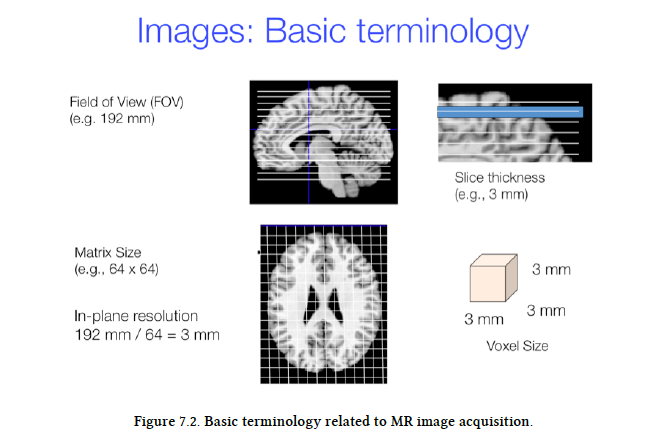 Images: Basic terminology
Field of View (FOV)
(e.g. 192 mm)
Slice thickness
(e.g., 3 mm)
Matrix Size
(e.g., 64 x 64)
In-plane resolution
192 mm / 64 = 3 mm
3 mm
3 mm
3 mm
Voxel Size
Figure 7.2. Basic terminology related to MR image acquisition.